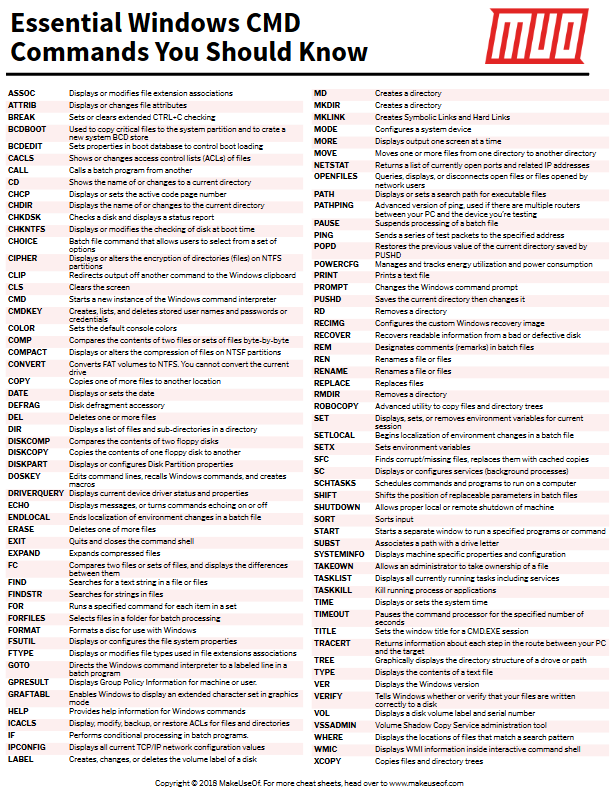 Essential Windows CMD
Commands You Should Know
MUO
ASSOC Displays or modifies file extension associations
ATTRIB Displays or changes file attributes
BREAK Sets or clears extended CTRL+C checking
BCDBOOT Used to copy critical files to the system partition and to crate a
new system BCD store
BCDEDIT Sets properties in boot database to control boot loading
CACLS Shows or changes access control lists (ACLs) of files
CALL Calls a batch program from another
CD Shows the name of or changes to a current directory
CHCP Displays or sets the active code page number
CHDIR Displays the name of or changes to the current directory
CHKDSK Checks a disk and displays a status report
CHKNTFS Displays or modifies the checking of disk at boot time
CHOICE Batch file command that allows users to select from a set of
options
CIPHER Displays or alters the encryption of directories (files) on NTFS
partitions
CLIP Redirects output off another command to the Windows clipboard
CLS Clears the screen
CMD Starts a new instance of the Windows command interpreter
CMDKEY Creates, lists, and deletes stored user names and passwords or
credentials
COLOR Sets the default console colors
COMP Compares the contents of two files or sets of files byte-by-byte
COMPACT Displays or alters the compression of files on NTSF partitions
CONVERT Converts FAT volumes to NTFS. You cannot convert the current
drive
COPY Copies one of more files to another location
DATE Displays or sets the date
DEFRAG Disk defragment accessory
DEL Deletes one or more files
DIR Displays a list of files and sub-directories in a directory
DISKCOMP Compares the contents of two floppy disks
DISKCOPY Copies the contents of one floppy disk to another
DISKPART Displays or configures Disk Partition properties
DOSKEY Edits command lines, recalls Windows commands, and creates
macros
DRIVERQUERY Displays current device driver status and properties
ECHO Displays messages, or turns commands echoing on or off
ENDLOCAL Ends localization of environment changes in a batch file
ERASE Deletes one of more files
EXIT Quits and closes the command shell
EXPAND Expands compressed files
FC Compares two files or sets of files, and displays the differences
between them
FIND Searches for a text string in a file or files
FINDSTR Searches for strings in files
FOR Runs a specified command for each item in a set
FORFILES Selects files in a folder for batch processing
FORMAT Formats a disc for use with Windows
FSUTIL Displays or configures the file system properties
FTYPE Displays or modifies file types used in file extensions associations
GOTO Directs the Windows command interpreter to a labeled line in a
batch program
GPRESULT Displays Group Policy Information for machine or user.
GRAFTABL Enables Windows to display an extended character set in graphics
mode
HELP Provides help information for Windows commands
ICACLS Display, modify, backup, or restore ACLs for files and directories
IF Performs conditional processing in batch programs.
IPCONFIG Displays all current TCP/IP network configuration values
LABEL Creates, changes, or deletes the volume label of a disk
MD Creates a directory
MKDIR Creates a directory
MKLINK Creates Symbolic Links and Hard Links
MODE Configures a system device
MORE Displays output one screen at a time
MOVE Moves one or more files from one directory to another directory
NETSTAT Returns a list of currently open ports and related IP addresses
OPENFILES Queries, displays, or disconnects open files or files opened by
network users
PATH Displays or sets a search path for executable files
PATHPING Advanced version of ping, used if there are multiple routers
between your PC and the device you're testing
PAUSE Suspends processing of a batch file
PING Sends a series of test packets to the specified address
POPD Restores the previous value of the current directory saved by
PUSHD
POWERCFG Manages and tracks energy utilization and power consumption
PRINT Prints a text file
PROMPT Changes the Windows command prompt
PUSHD Saves the current directory then changes it
RD Removes a directory
RECIMG Configures the custom Windows recovery image
RECOVER Recovers readable information from a bad or defective disk
REM Designates comments (remarks) in batch files
REN Renames a file or files
RENAME Renames a file or files
REPLACE Replaces files
RMDIR Removes a directory
ROBOCOPY Advanced utility to copy files and directory trees
SET Displays, sets, or removes environment variables for current
session
SETLOCAL Begins localization of environment changes in a batch file
SETX Sets environment variables
SFC Finds corrupt/missing files, replaces them with cached copies
SC Displays or configures services (background processes)
SCHTASKS Schedules commands and programs to run on a computer
SHIFT Shifts the position of replaceable parameters in batch files
SHUTDOWN Allows proper local or remote shutdown of machine
SORT Sorts input
START Starts a separate window to run a specified programs or command
SUBST Associates a path with a drive letter
SYSTEMINFO Displays machine specific properties and configuration
TAKEOWN Allows an administrator to take ownership of a file
TASKLIST Displays all currently running tasks including services
TASKKILL Kill running process or applications
TIME Displays or sets the system time
TIMEOUT Pauses the command processor for the specified number of
seconds
TITLE Sets the window title for a CMD.EXE session
TRACERT Returns information about each step in the route between your PC
and the target
TREE Graphically displays the directory structure of a drove or path
TYPE Displays the contents of a text file
VER Displays the Windows version
VERIFY Tells Windows whether or verify that your files are written
correctly to a disk
VOL Displays a disk volume label and serial number
VSSADMIN Volume Shadow Copy Service administration tool
WHERE Displays the locations of files that match a search pattern
WMIC Displays WMI information inside interactive command shell
XCOPY Copies files and directory trees
Copyright © 2018 MakeUseOf. For more cheat sheets, head over to www.makeuseof.com